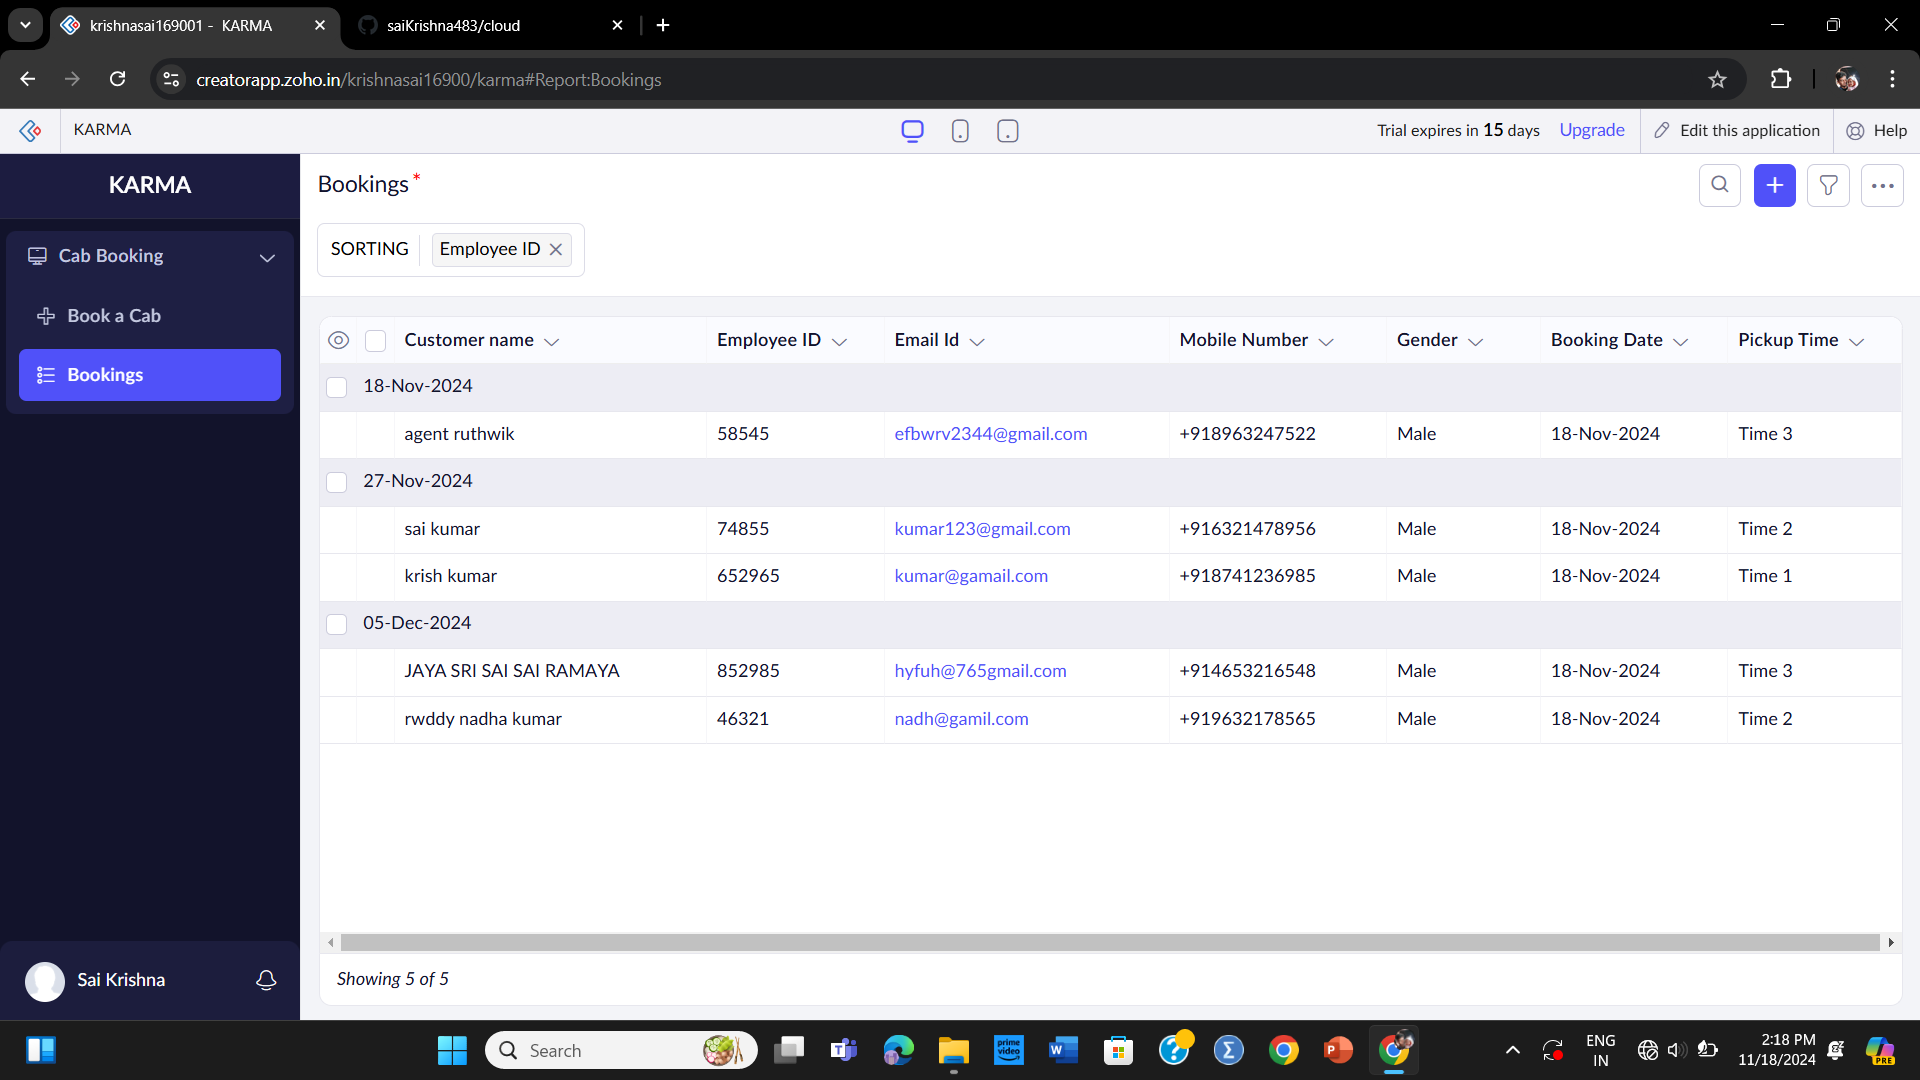 krishnasai169001 - KARMA
saiKrishna483/cloud
creatorapp.zoho.in/krishnasai16900/karma#Report:Bookings
KARMA
Trial expires in 15 days Upgrade Edit this application Help
KARMA
Cab Booking
Book a Cab
Bookings
Sai Krishna
Bookings *
SORTING Employee ID
Customer name Employee ID Email Id Mobile Number Gender Booking Date Pickup Time
18-Nov-2024
agent ruthwik 58545 efbwrv2344@gmail.com +918963247522 Male 18-Nov-2024 Time 3
27-Nov-2024
sai kumar 74855 kumar123@gmail.com +916321478956 Male 18-Nov-2024 Time 2
krish kumar 652965 kumar@gamail.com +918741236985 Male 18-Nov-2024 Time 1
05-Dec-2024
JAYA SRI SAI SAI RAMAYA 852985 hyfuh@765gmail.com +914653216548 Male 18-Nov-2024 Time 3
rwddy nadha kumar 46321 nadh@gamil.com +919632178565 Male 18-Nov-2024 Time 2
Showing 5 of 5
Search
prime video
ENG
IN
2:18 PM
11/18/2024
PRE